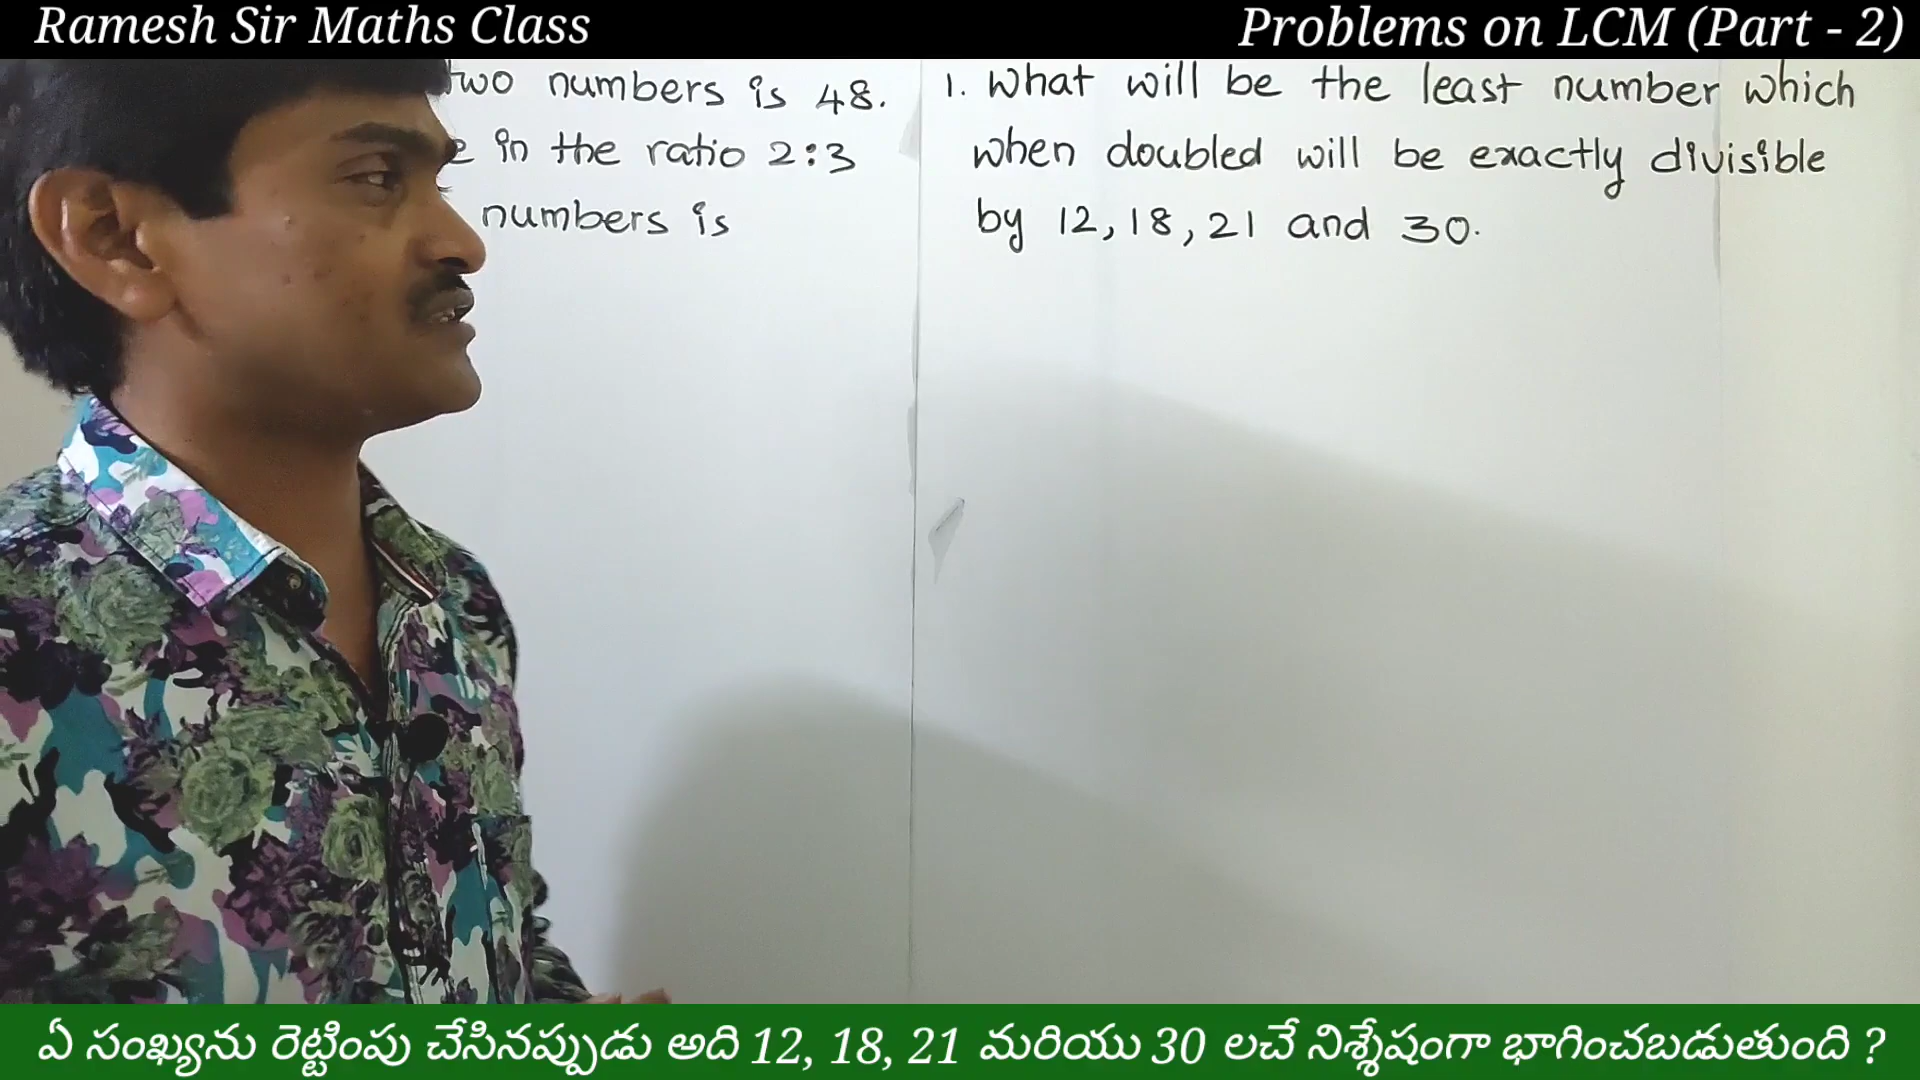 Ramesh Sir Maths Class
Problems on LCM (Part - 2)
two numbers is 48.
in the ratio 2:3
numbers is
1. What will be the least number which
when doubled will be exactly divisible
by 12, 18, 21 and 30.
ఏ సంఖ్యను రెట్టింపు చేసినప్పుడు అది 12, 18, 21 మరియు 30 లచే నిశ్శేషంగా భాగించబడుతుంది ?